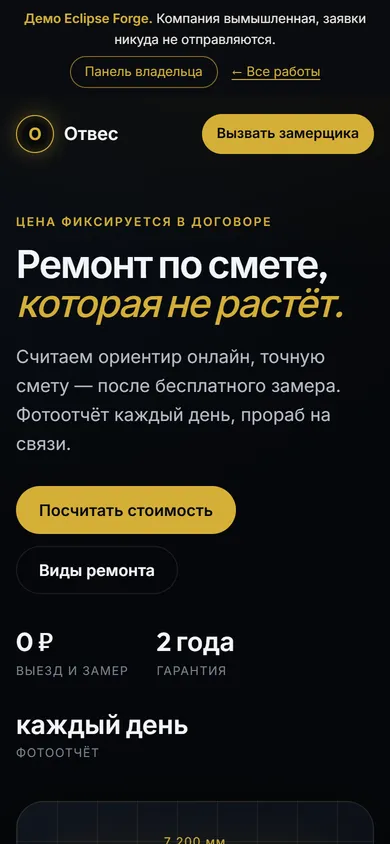 Демо Eclipse Forge. Компания вымышленная, заявки
никуда не отправляются.
Панель владельца
← Все работы
О
Отвес
Вызвать замерщика
ЦЕНА ФИКСИРУЕТСЯ В ДОГОВОРЕ
Ремонт по смете,
которая не растёт.
Считаем ориентир онлайн, точную
смету — после бесплатного замера.
Фотоотчёт каждый день, прораб на
связи.
Посчитать стоимость
Виды ремонта
0 ₽
2 года
ВЫЕЗД И ЗАМЕР
ГАРАНТИЯ
каждый день
ФОТООТЧЁТ
7 200 мм